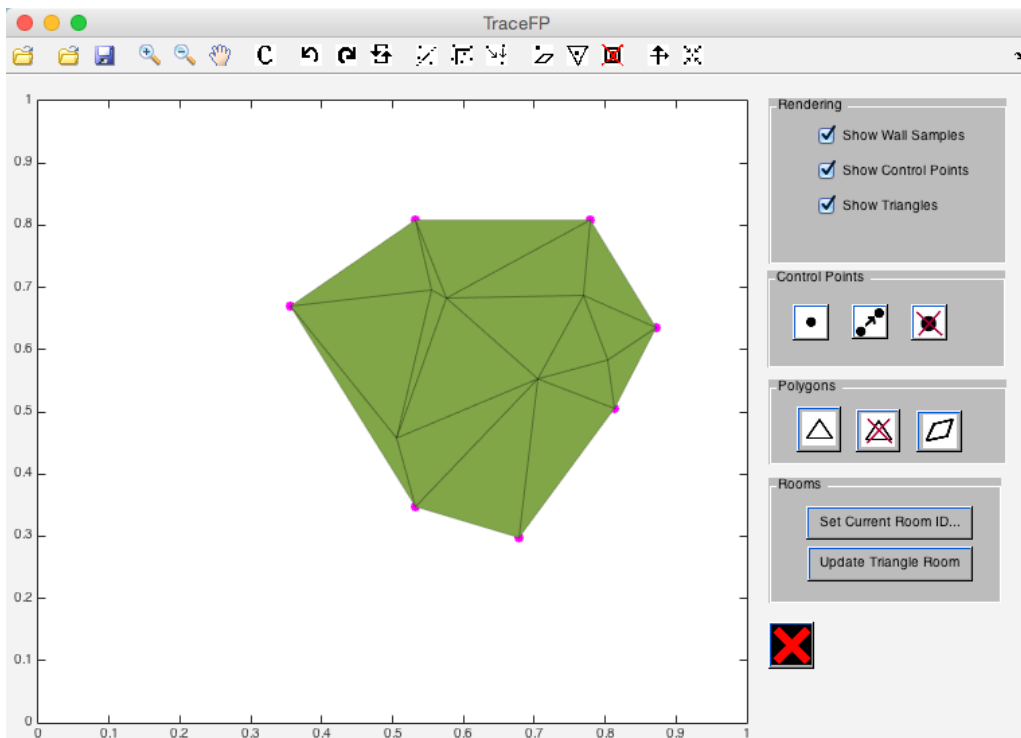 TraceFP
C
Rendering
Show Wall Samples
Show Control Points
Show Triangles
Control Points
Polygons
Rooms
Set Current Room ID...
Update Triangle Room
1
0.9
0.8
0.7
0.6
0.5
0.4
0.3
0.2
0.1
0
0 0.1 0.2 0.3 0.4 0.5 0.6 0.7 0.8 0.9 1